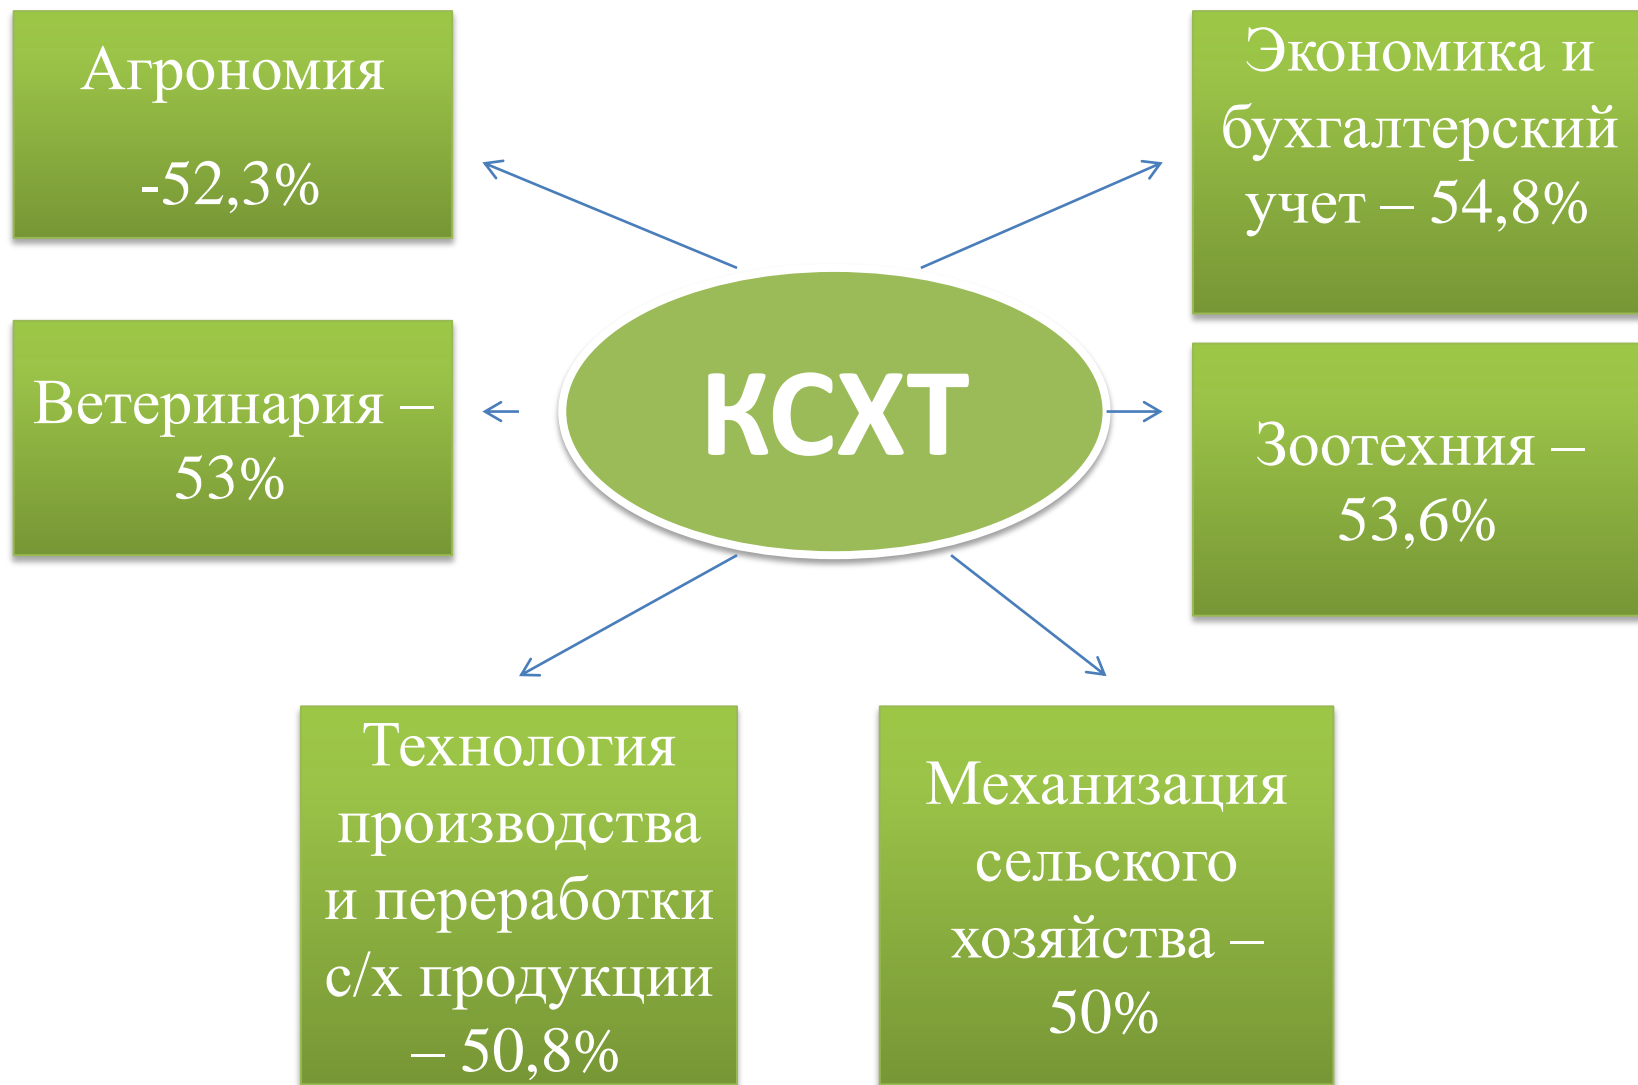 Агрономия
-52,3%
Экономика и
бухгалтерский
учет – 54,8%
Ветеринария –
53%
КСХТ
Зоотехния –
53,6%
Технология
производства
и переработки
с/х продукции
– 50,8%
Механизация
сельского
хозяйства –
50%